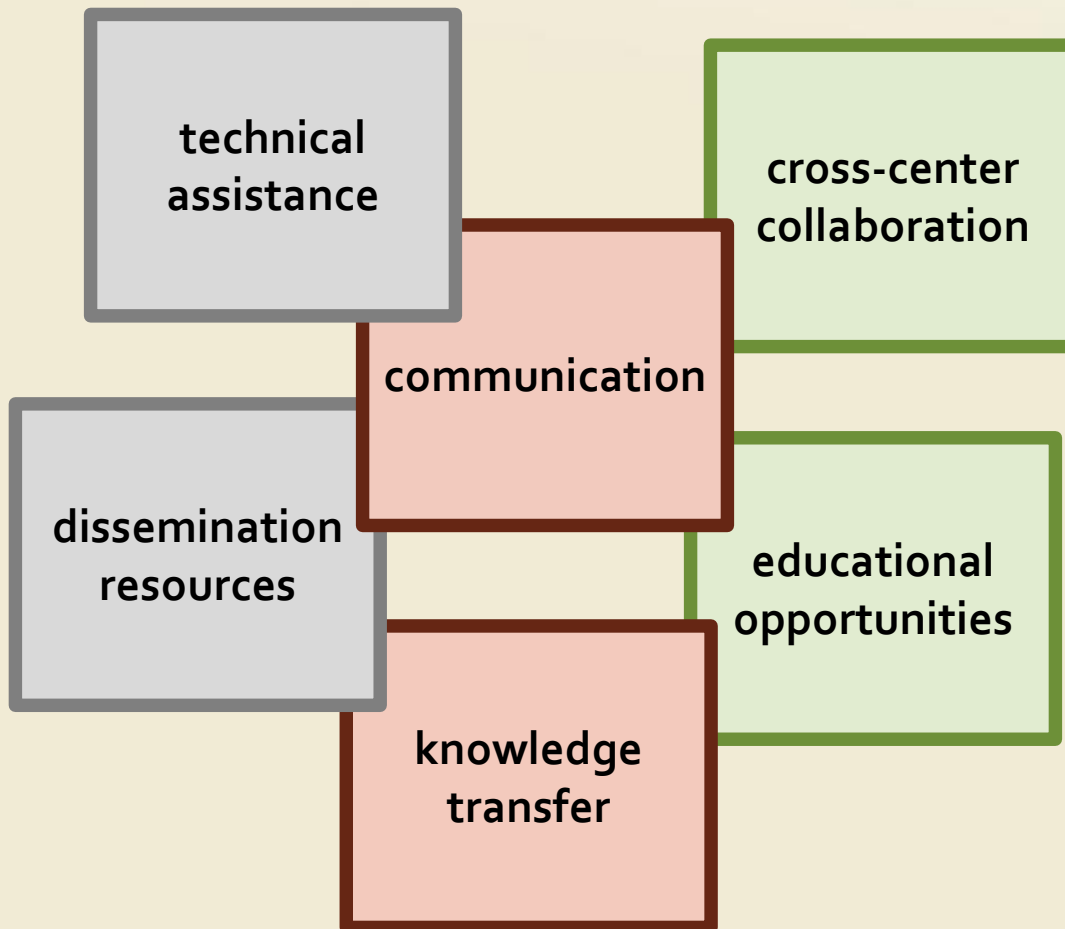 technical
assistance
cross-center
collaboration
communication
dissemination
resources
educational
opportunities
knowledge
transfer